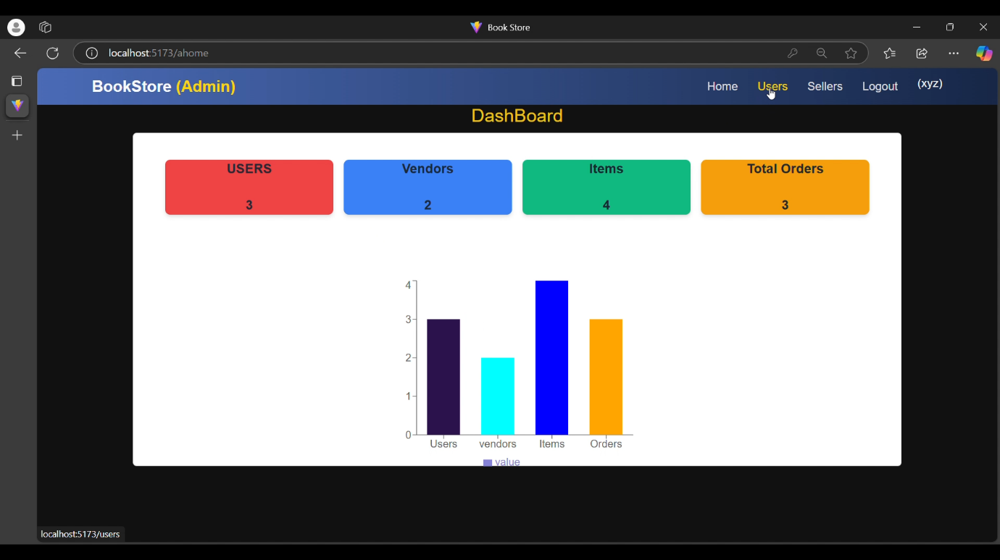 Book Store
localhost:5173/ahome
BookStore (Admin)
Home Users Sellers Logout (xyz)
DashBoard
USERS
3
Vendors
2
Items
4
Total Orders
3
4
3
2
1
0
Users vendors Items Orders
value
localhost:5173/users